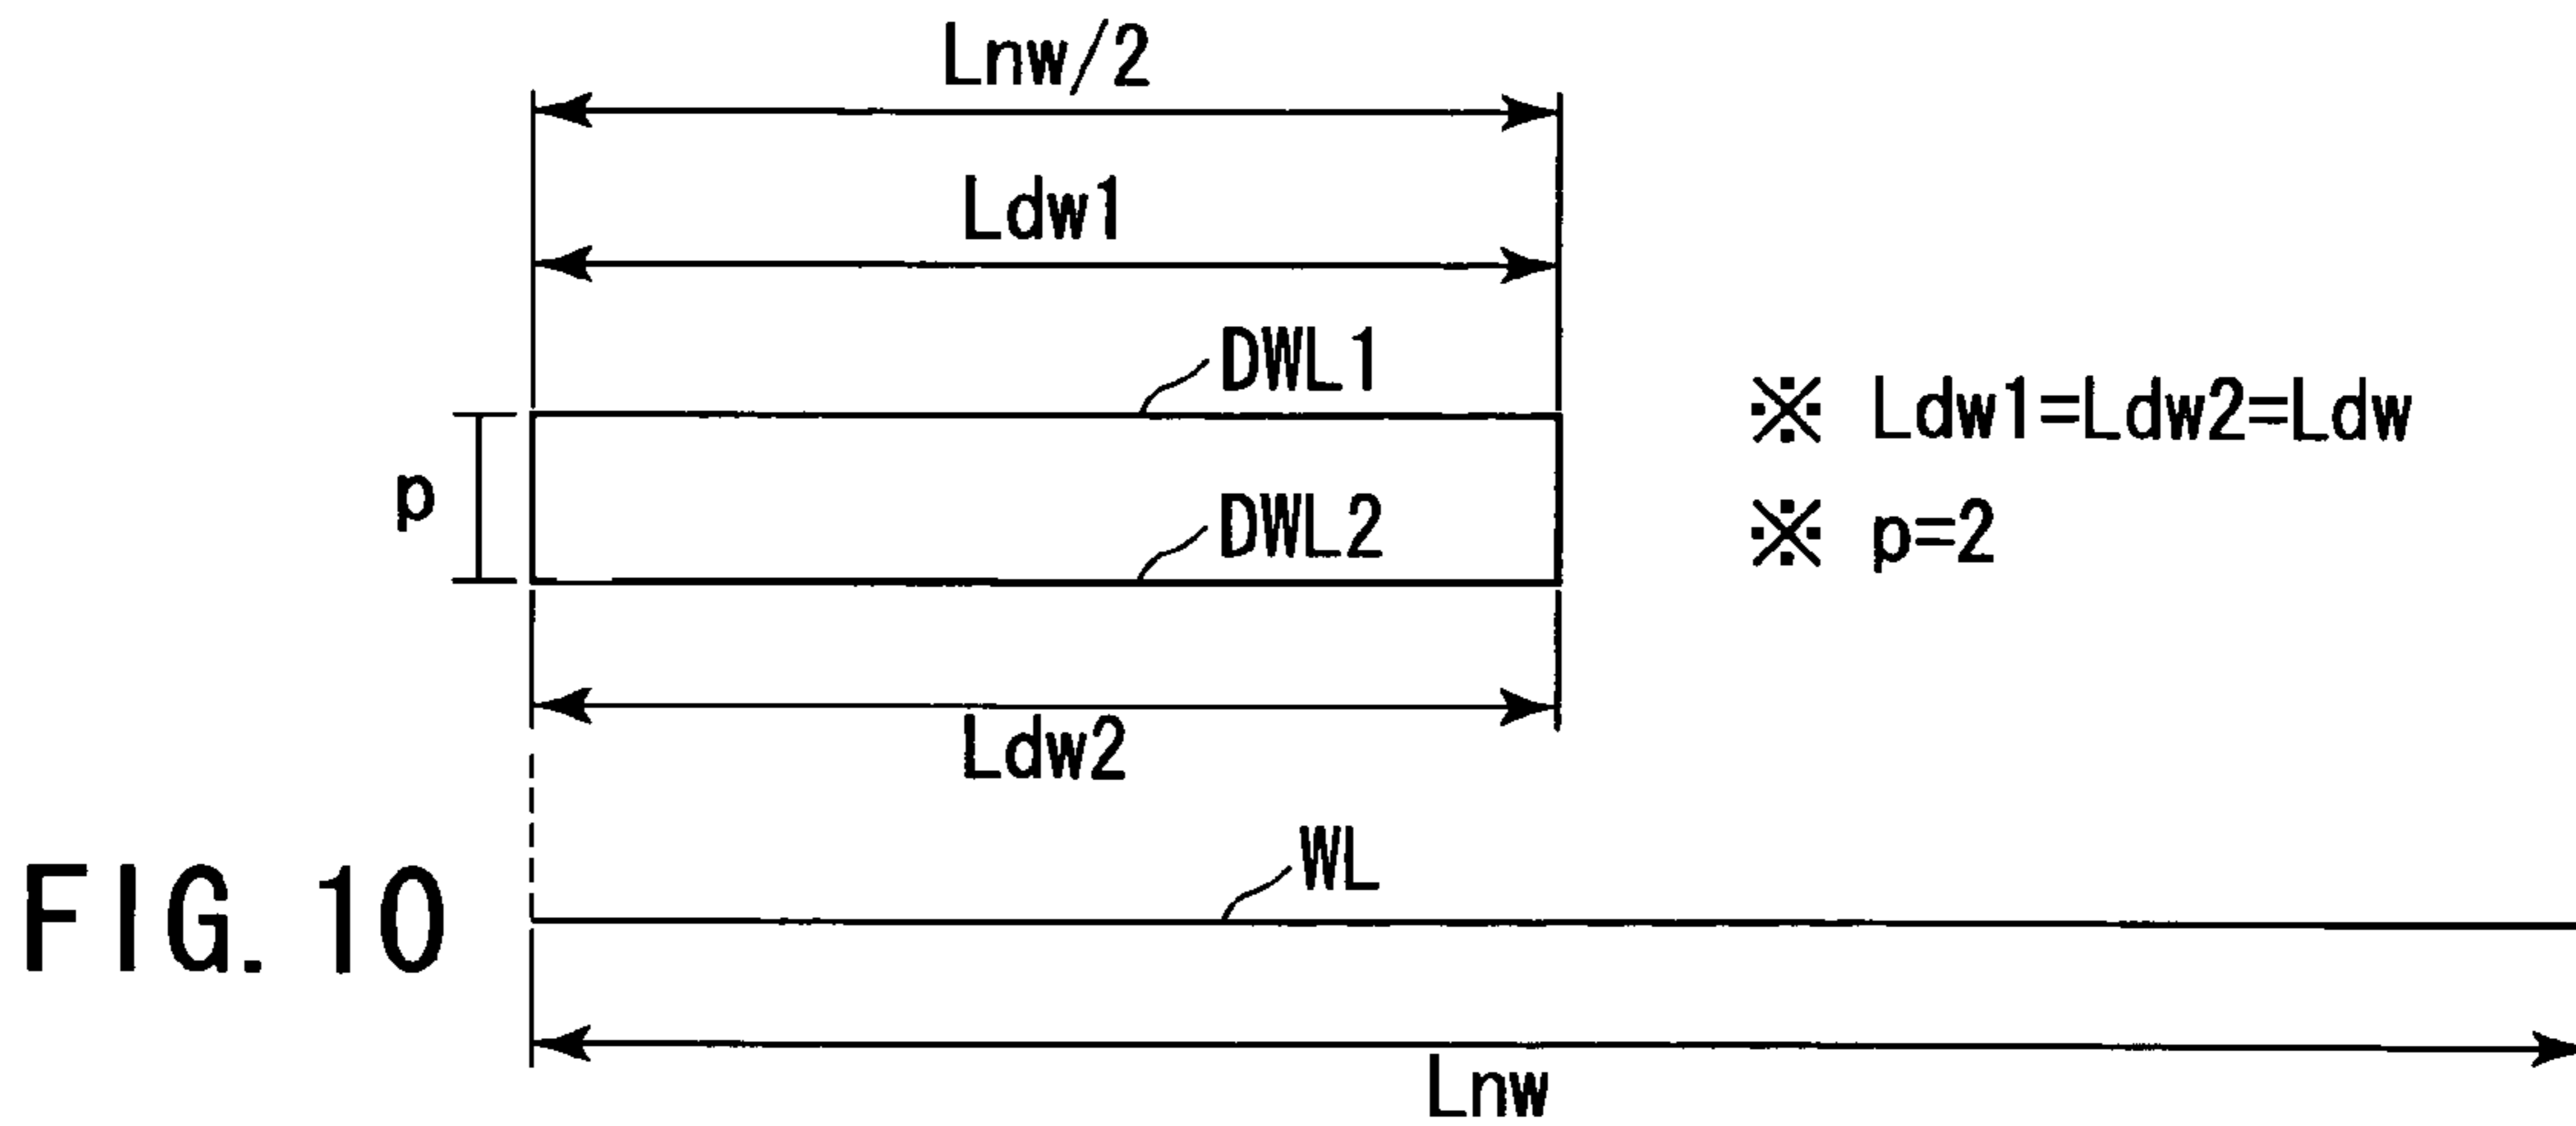 Lnw/2
Ldw1
DWL1
※ Ldw1=Ldw2=Ldw
p
DWL2
※ p=2
Ldw2
WL
FIG. 10
Lnw